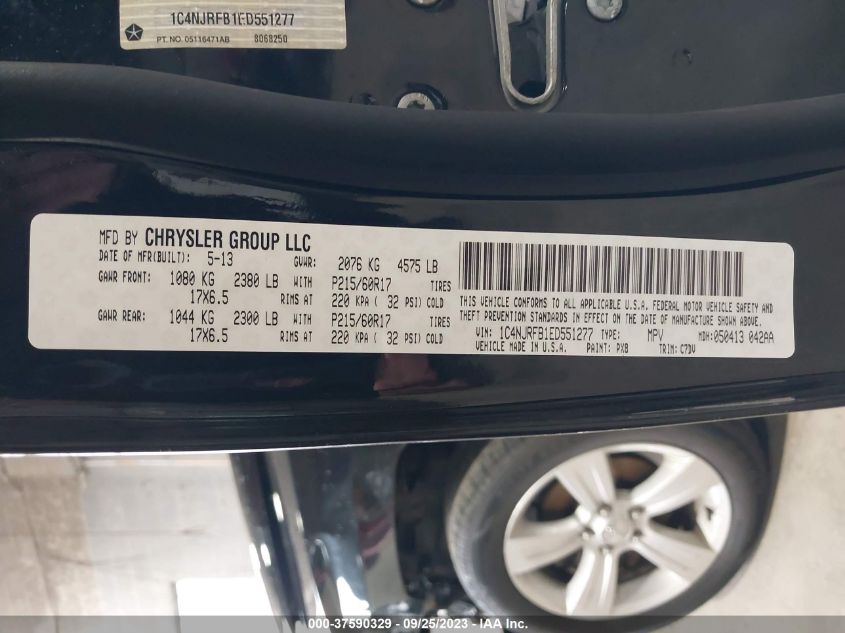 1C4NJRFB1ED551277
PT. NO. 05116471AB 8068250
MFD BY CHRYSLER GROUP LLC
DATE OF MFR(BUILT): 5-13 GVWR: 2076 KG 4575 LB
GAWR FRONT: 1080 KG 2380 LB WITH P215/60R17 TIRES
17X6.5 RIMS AT 220 KPA ( 32 PSI) COLD
GAWR REAR: 1044 KG 2300 LB WITH P215/60R17 TIRES
17X6.5 RIMS AT 220 KPA ( 32 PSI) COLD
THIS VEHICLE CONFORMS TO ALL APPLICABLE U.S.A. FEDERAL MOTOR VEHICLE SAFETY AND
THEFT PREVENTION STANDARDS IN EFFECT ON THE DATE OF MANUFACTURE SHOWN ABOVE.
VIN: 1C4NJRFB1ED551277 TYPE: MPV MDH:050413 042AA
VEHICLE MADE IN U.S.A. PAINT: PXB TRIM: C7DV
000-37590329 - 09/25/2023 - IAA Inc.